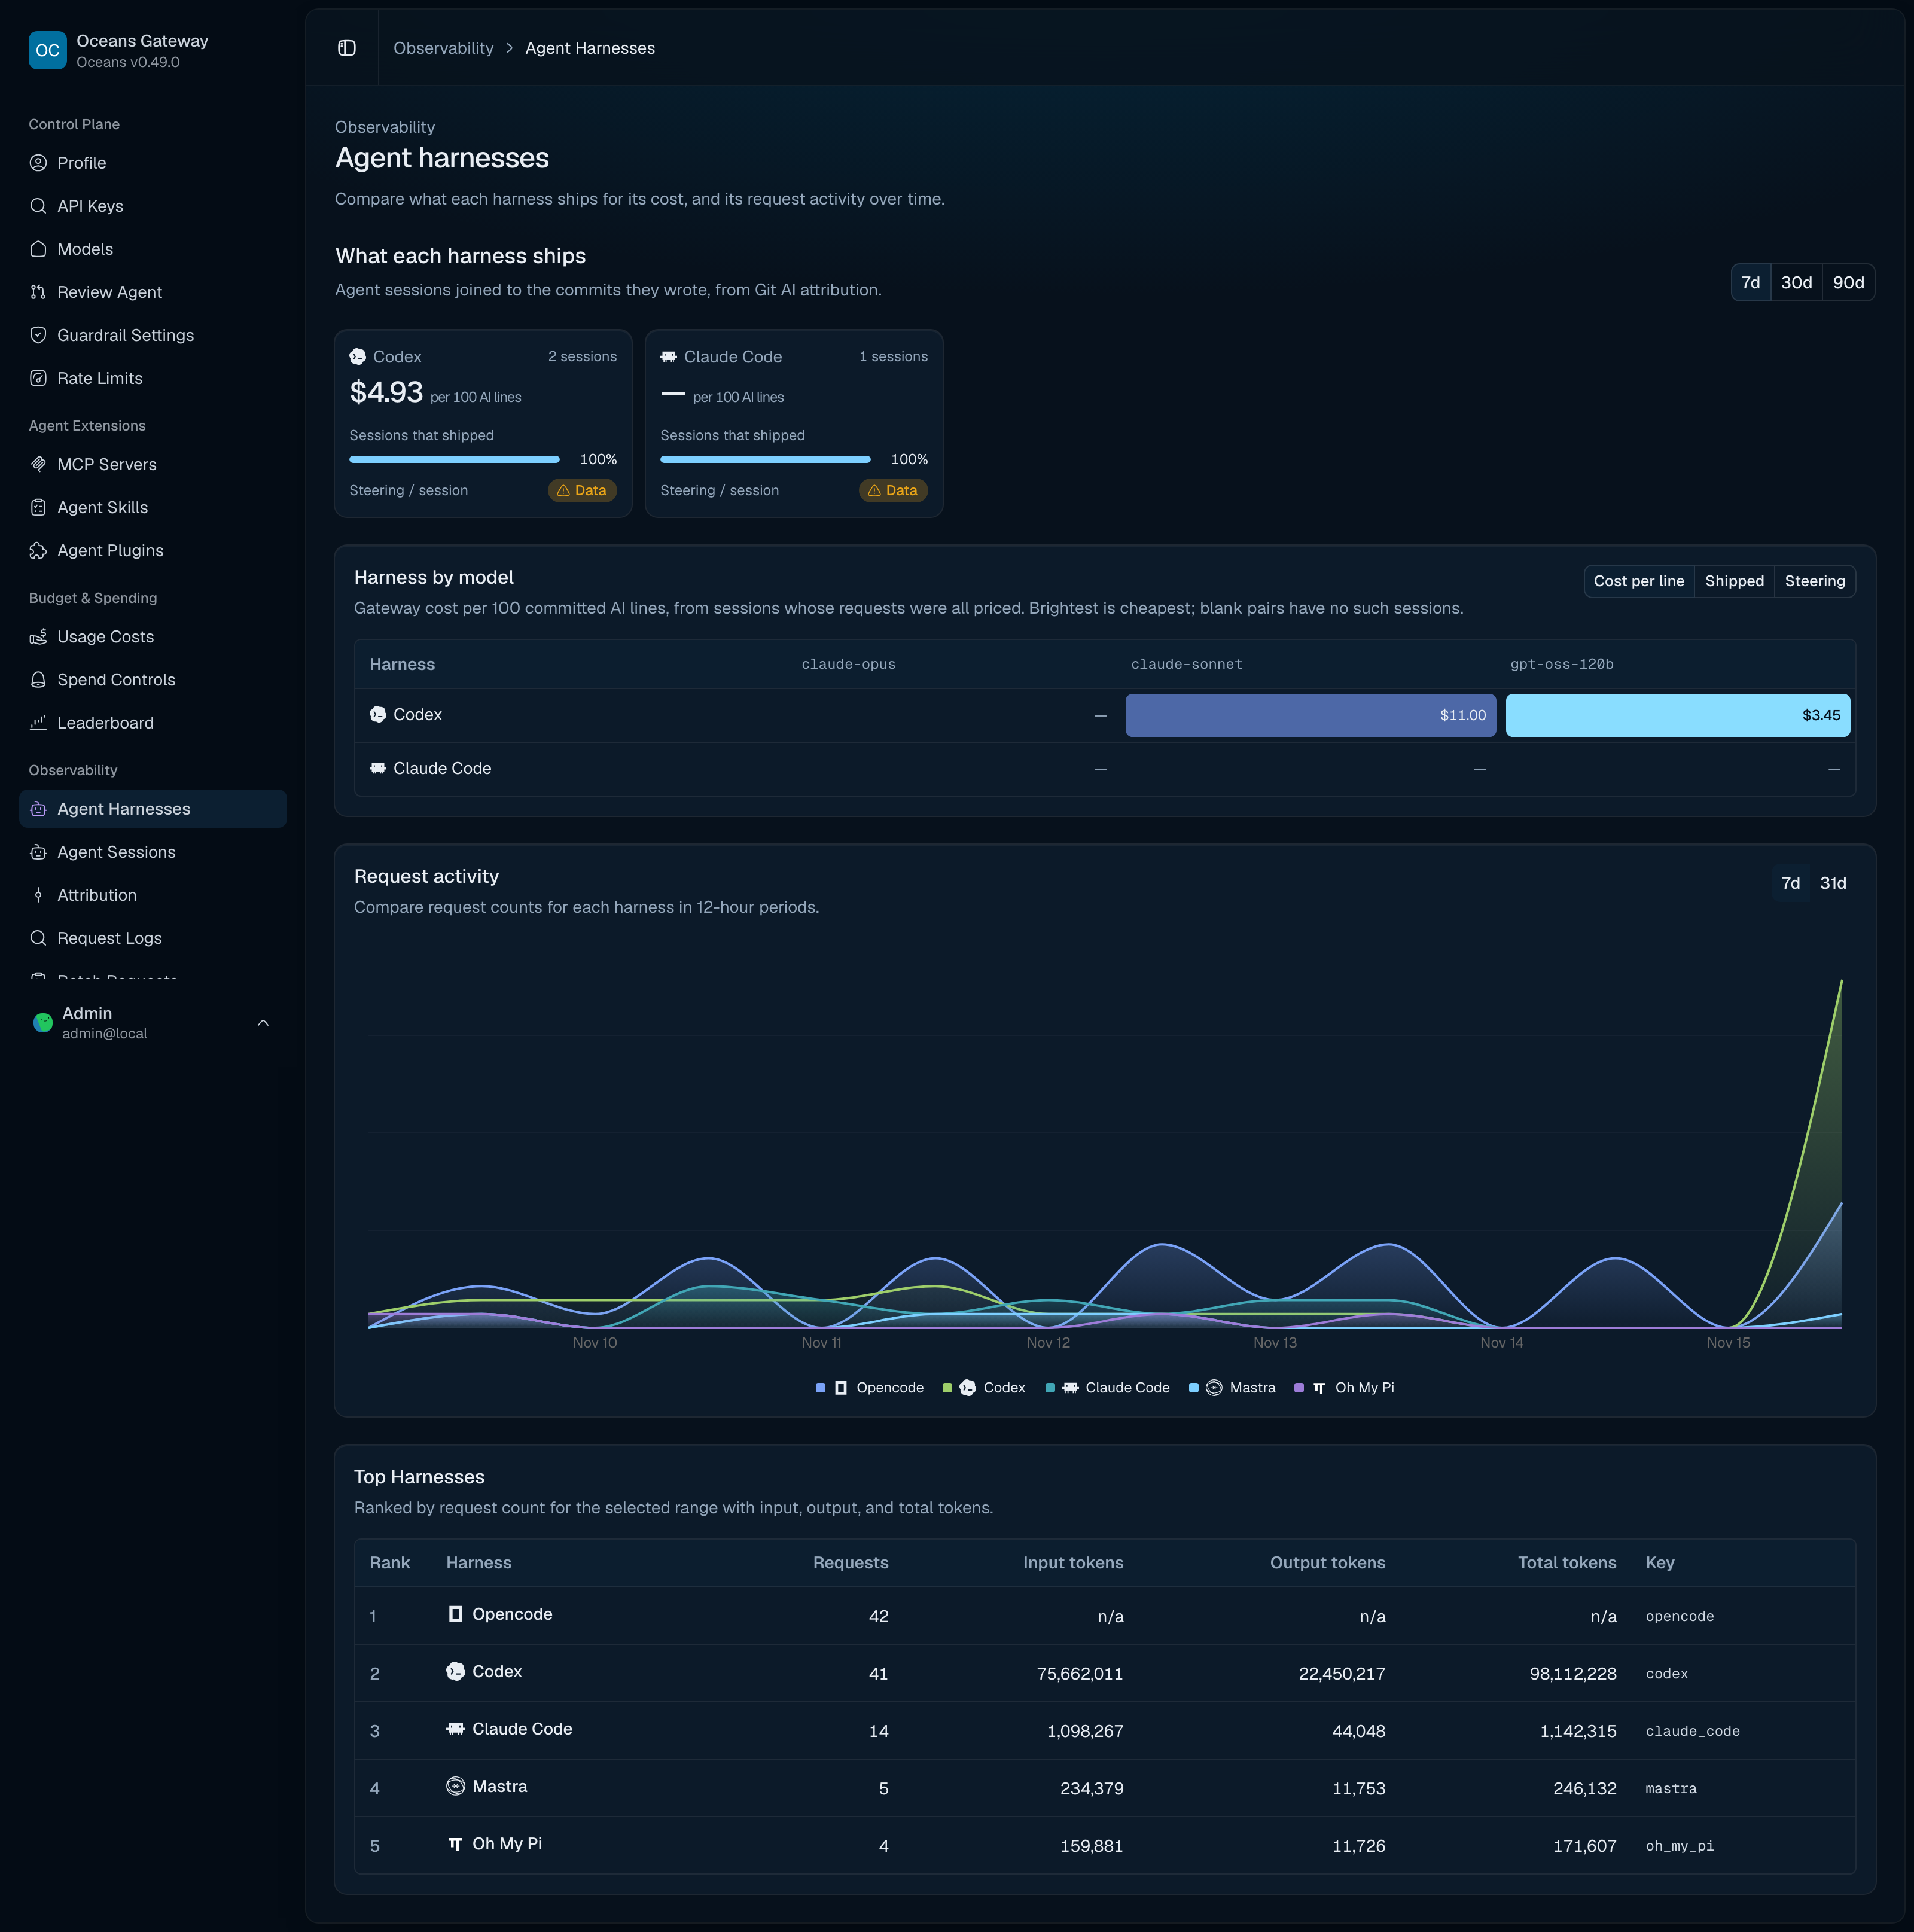 OC
Oceans Gateway
Oceans v0.49.0
Control Plane
Profile
API Keys
Models
Review Agent
Guardrail Settings
Rate Limits
Agent Extensions
MCP Servers
Agent Skills
Agent Plugins
Budget & Spending
Usage Costs
Spend Controls
Leaderboard
Observability
Agent Harnesses
Agent Sessions
Attribution
Request Logs
Admin
admin@local
Observability > Agent Harnesses
Observability
Agent harnesses
Compare what each harness ships for its cost, and its request activity over time.
What each harness ships
Agent sessions joined to the commits they wrote, from Git AI attribution.
7d 30d 90d
Codex 2 sessions
$4.93 per 100 AI lines
Sessions that shipped
100%
Steering / session Data
Claude Code 1 sessions
— per 100 AI lines
Sessions that shipped
100%
Steering / session Data
Harness by model
Cost per line Shipped Steering
Gateway cost per 100 committed AI lines, from sessions whose requests were all priced. Brightest is cheapest; blank pairs have no such sessions.
Harness claude-opus claude-sonnet gpt-oss-120b
Codex — $11.00 $3.45
Claude Code — — —
Request activity
7d 31d
Compare request counts for each harness in 12-hour periods.
Nov 10 Nov 11 Nov 12 Nov 13 Nov 14 Nov 15
Opencode Codex Claude Code Mastra Oh My Pi
Top Harnesses
Ranked by request count for the selected range with input, output, and total tokens.
Rank Harness Requests Input tokens Output tokens Total tokens Key
1 Opencode 42 n/a n/a n/a opencode
2 Codex 41 75,662,011 22,450,217 98,112,228 codex
3 Claude Code 14 1,098,267 44,048 1,142,315 claude_code
4 Mastra 5 234,379 11,753 246,132 mastra
5 Oh My Pi 4 159,881 11,726 171,607 oh_my_pi